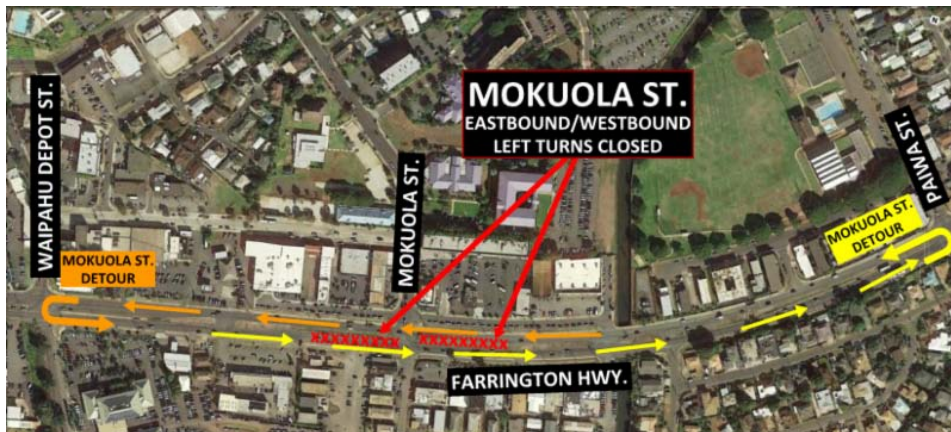 MOKUOLA ST.
EASTBOUND/WESTBOUND
LEFT TURNS CLOSED
WAIPAHU DEPOT ST.
MOKUOLA ST.
PAIWA ST.
MOKUOLA ST.
DETOUR
MOKUOLA ST.
DETOUR
XXXXXXXXX
XXXXXXXXX
FARRINGTON HWY.